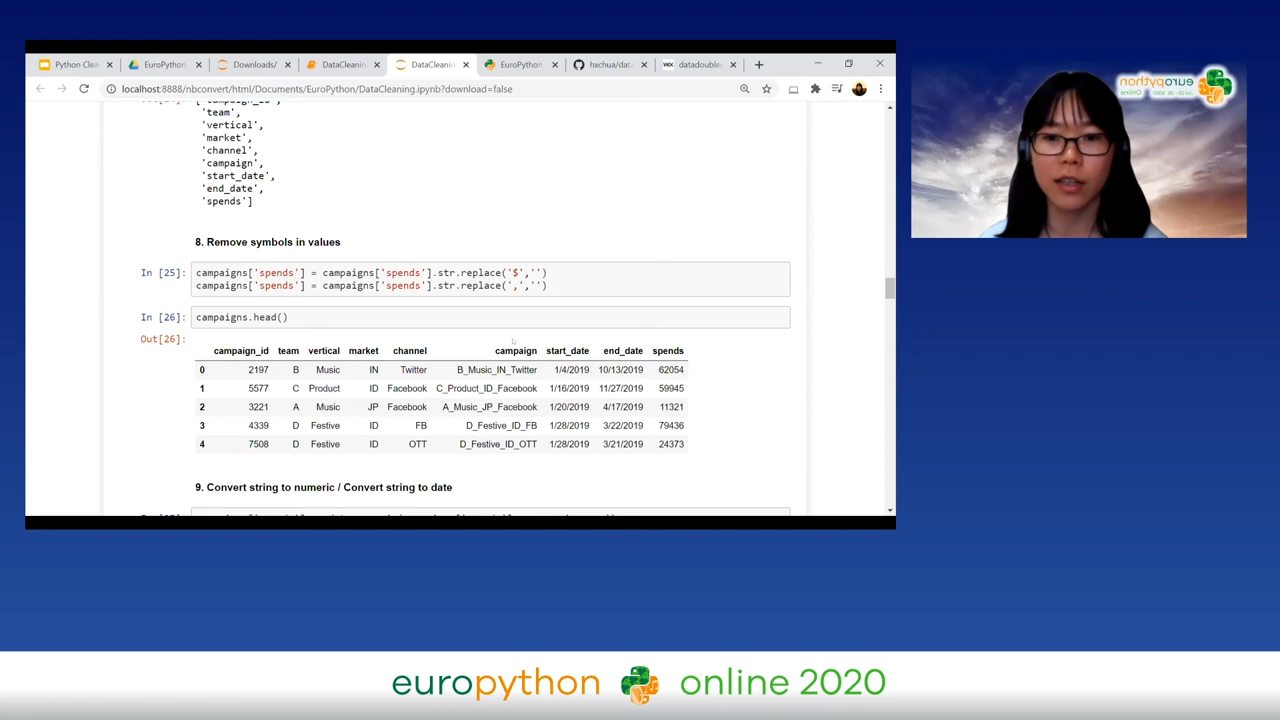 Python Clea
EuroPython
Downloads/
DataCleaning
DataCleaning
EuroPython
hxchua/data
WIX
datadoubled
localhost:8888/nbconvert/html/Documents/EuroPython/DataCleaning.ipynb?download=false
'team',
'vertical',
'market',
'channel',
'campaign',
'start_date',
'end_date',
'spends']
8. Remove symbols in values
In [25]: campaigns['spends'] = campaigns['spends'].str.replace('$','')
campaigns['spends'] = campaigns['spends'].str.replace(',','')
In [26]: campaigns.head()
Out[26]:
campaign_id team vertical market channel campaign start_date end_date spends
0 2197 B Music IN Twitter B_Music_IN_Twitter 1/4/2019 10/13/2019 62054
1 5577 C Product ID Facebook C_Product_ID_Facebook 1/16/2019 11/27/2019 59945
2 3221 A Music JP Facebook A_Music_JP_Facebook 1/20/2019 4/17/2019 11321
3 4339 D Festive ID FB D_Festive_ID_FB 1/28/2019 3/22/2019 79436
4 7508 D Festive ID OTT D_Festive_ID_OTT 1/28/2019 3/21/2019 24373
9. Convert string to numeric / Convert string to date
europython
europython online 2020